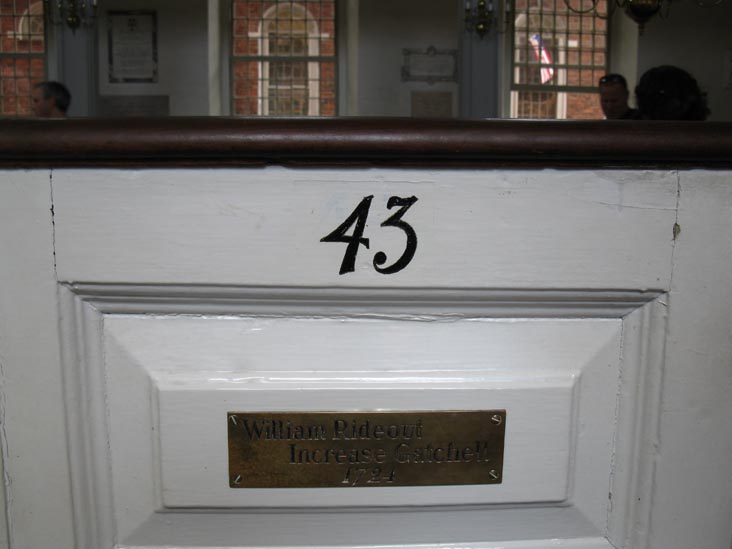 43
William Rideout
Increase Gatchell
1724